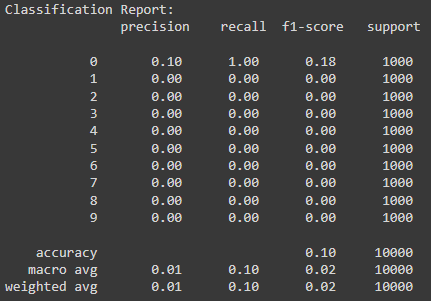 Classification Report:
precision recall f1-score support
0 0.10 1.00 0.18 1000
1 0.00 0.00 0.00 1000
2 0.00 0.00 0.00 1000
3 0.00 0.00 0.00 1000
4 0.00 0.00 0.00 1000
5 0.00 0.00 0.00 1000
6 0.00 0.00 0.00 1000
7 0.00 0.00 0.00 1000
8 0.00 0.00 0.00 1000
9 0.00 0.00 0.00 1000
accuracy 0.10 10000
macro avg 0.01 0.10 0.02 10000
weighted avg 0.01 0.10 0.02 10000